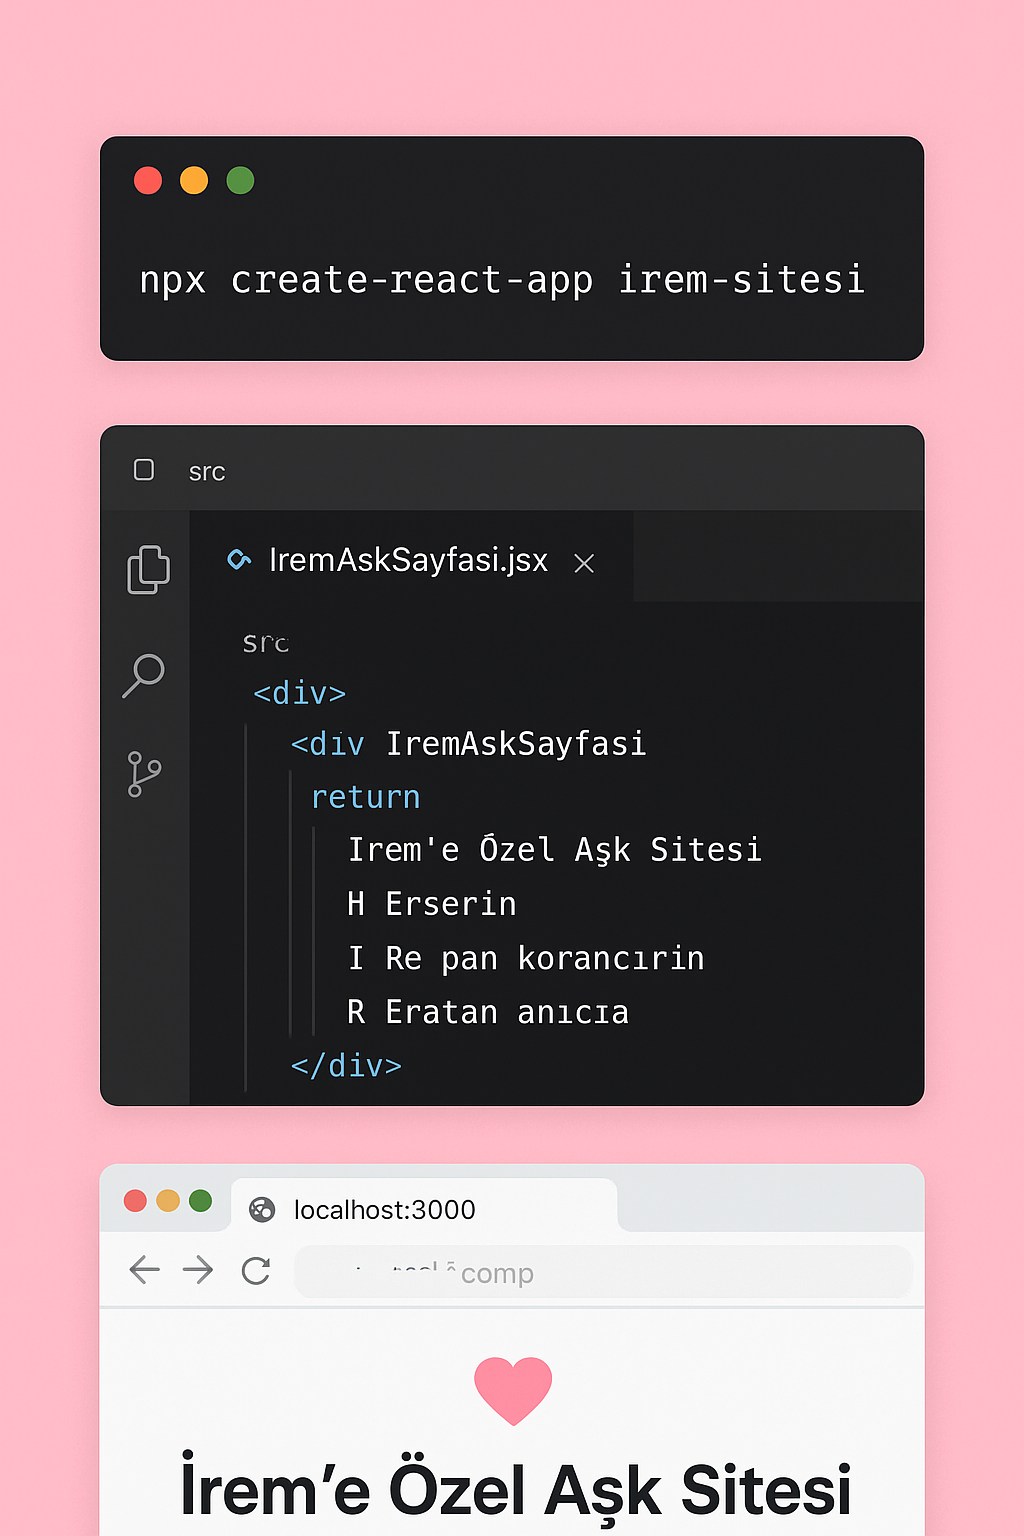 npx create-react-app irem-sitesi
src
IremAskSayfasi.jsx
src
<div>
<div IremAskSayfasi
return
Irem'e Özel Aşk Sitesi
H Erserin
I Re pan korancırin
R Eratan anıcıa
</div>
localhost:3000
comp
İrem’e Özel Aşk Sitesi